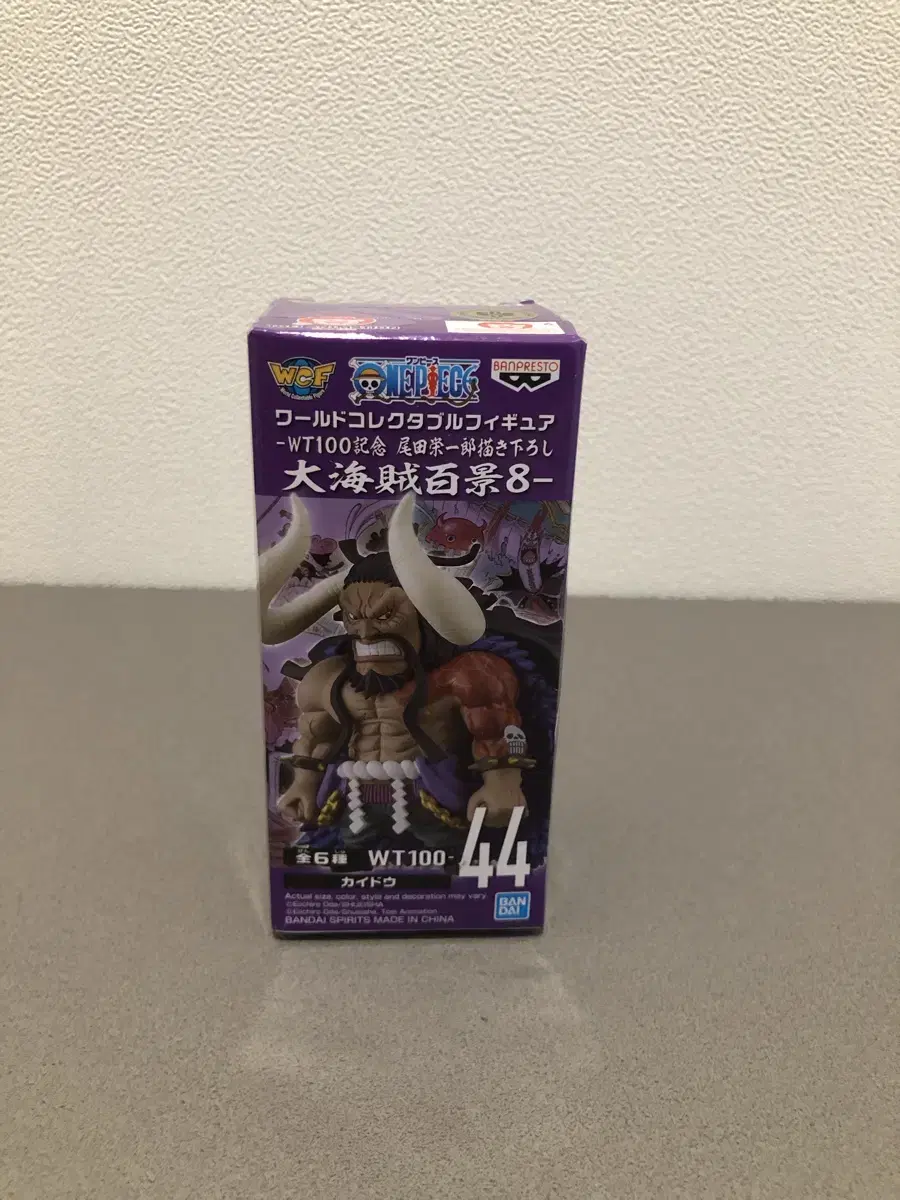 WCF
World Collectable Figure
ワンピース
ONE PIECE
BANPRESTO
ワールドコレクタブルフィギュア
-WT100記念 尾田栄一郎描き下ろし
大海賊百景8-
全6種 WT100-44
カイドウ
Actual size, color, style and decoration may vary.
©Eiichiro Oda/SHUEISHA
©Eiichiro Oda/Shueisha, Toei Animation
BANDAI SPIRITS MADE IN CHINA
BANDAI